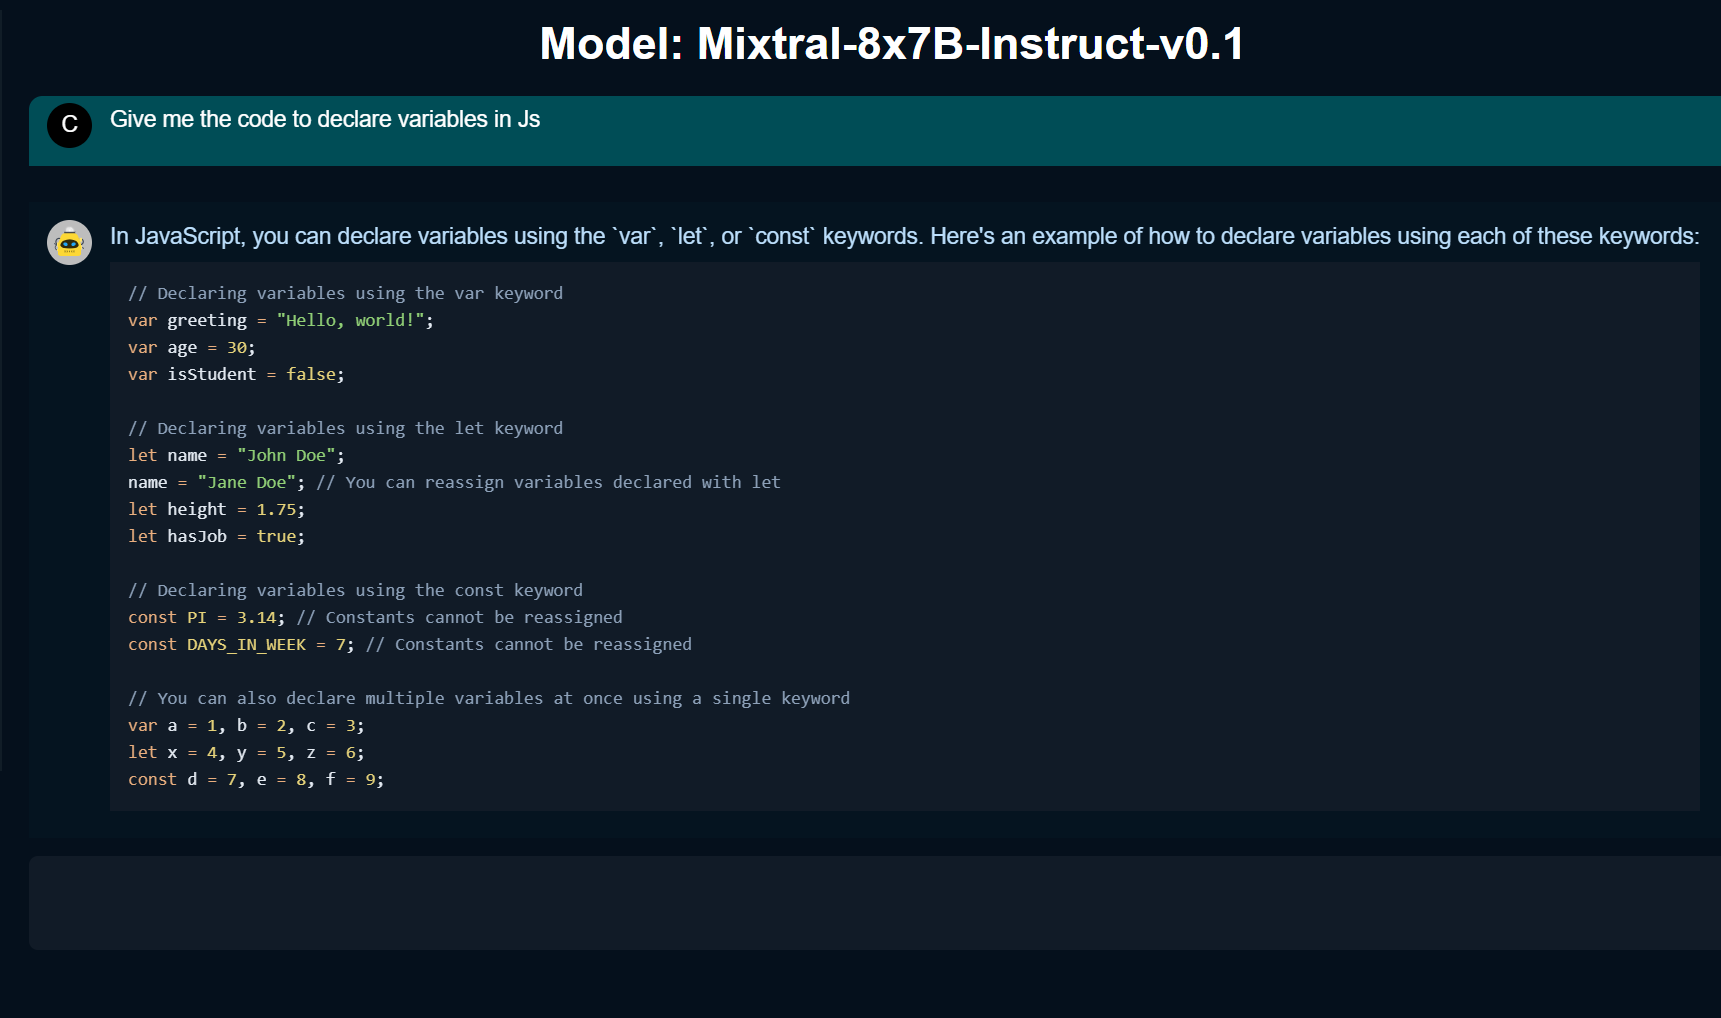 Model: Mixtral-8x7B-Instruct-v0.1
C
Give me the code to declare variables in Js
In JavaScript, you can declare variables using the `var`, `let`, or `const` keywords. Here's an example of how to declare variables using each of these keywords:
// Declaring variables using the var keyword
var greeting = "Hello, world!";
var age = 30;
var isStudent = false;
// Declaring variables using the let keyword
let name = "John Doe";
name = "Jane Doe"; // You can reassign variables declared with let
let height = 1.75;
let hasJob = true;
// Declaring variables using the const keyword
const PI = 3.14; // Constants cannot be reassigned
const DAYS_IN_WEEK = 7; // Constants cannot be reassigned
// You can also declare multiple variables at once using a single keyword
var a = 1, b = 2, c = 3;
let x = 4, y = 5, z = 6;
const d = 7, e = 8, f = 9;